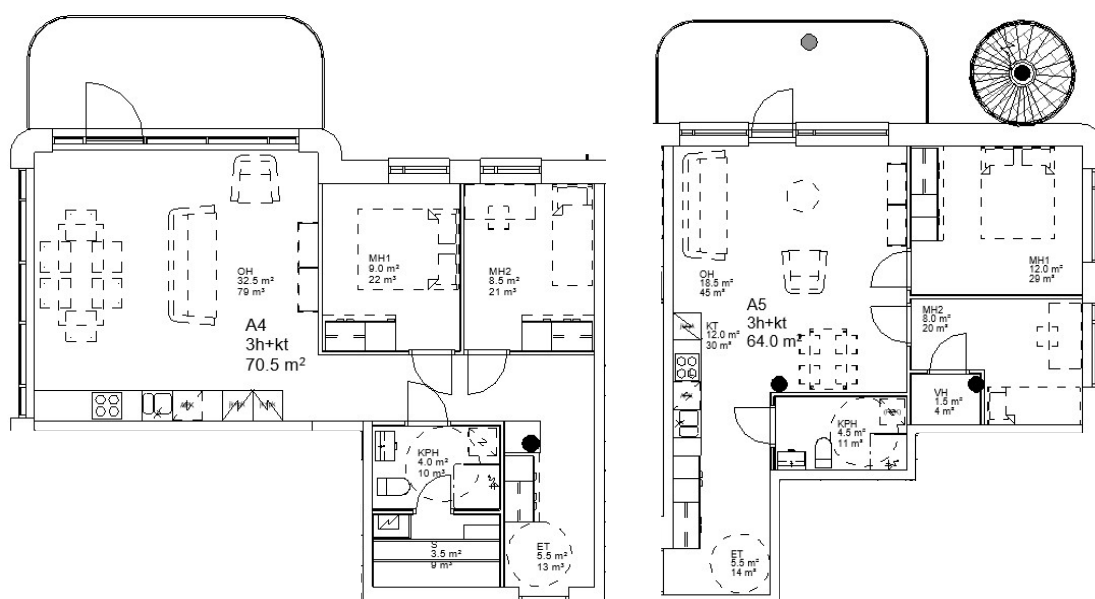 OH
32.5 m²
79 m³
A4
3h+kt
70.5 m²
MH1
9.0 m²
22 m³
MH2
8.5 m²
21 m³
KPH
4.0 m²
10 m³
S
3.5 m²
9 m³
ET
5.5 m²
13 m³
OH
18.5 m²
45 m³
KT
12.0 m²
30 m³
A5
3h+kt
64.0 m²
MH1
12.0 m²
29 m³
MH2
8.0 m²
20 m³
VH
1.5 m²
4 m³
KPH
4.5 m²
11 m³
ET
5.5 m²
14 m³